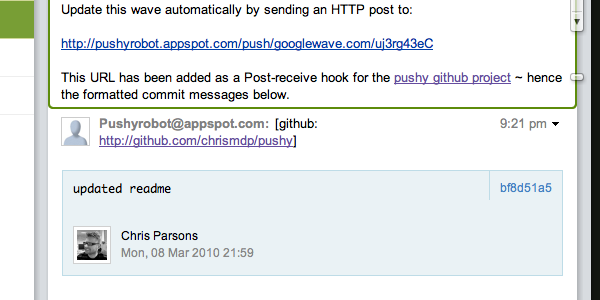 Update this wave automatically by sending an HTTP post to:
http://pushyrobot.appspot.com/push/googlewave.com/uj3rg43eC
This URL has been added as a Post-receive hook for the pushy github project ~ hence
the formatted commit messages below.
Pushyrobot@appspot.com: [github: 9:21 pm
http://github.com/chrismdp/pushy]
updated readme bf8d51a5
Chris Parsons
Mon, 08 Mar 2010 21:59